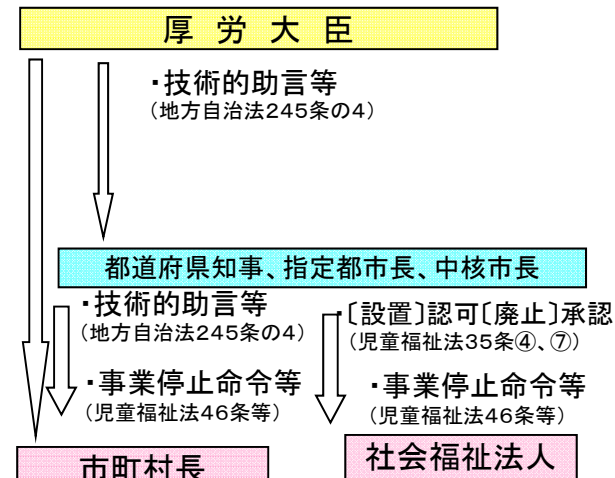 厚 労 大 臣
・技術的助言等
（地方自治法245条の4）
都道府県知事、指定都市長、中核市長
・技術的助言等
（地方自治法245条の4）
・事業停止命令等
（児童福祉法46条等）
・〔設置〕認可〔廃止〕承認
（児童福祉法35条④、⑦）
・事業停止命令等
（児童福祉法46条等）
市町村長
社会福祉法人